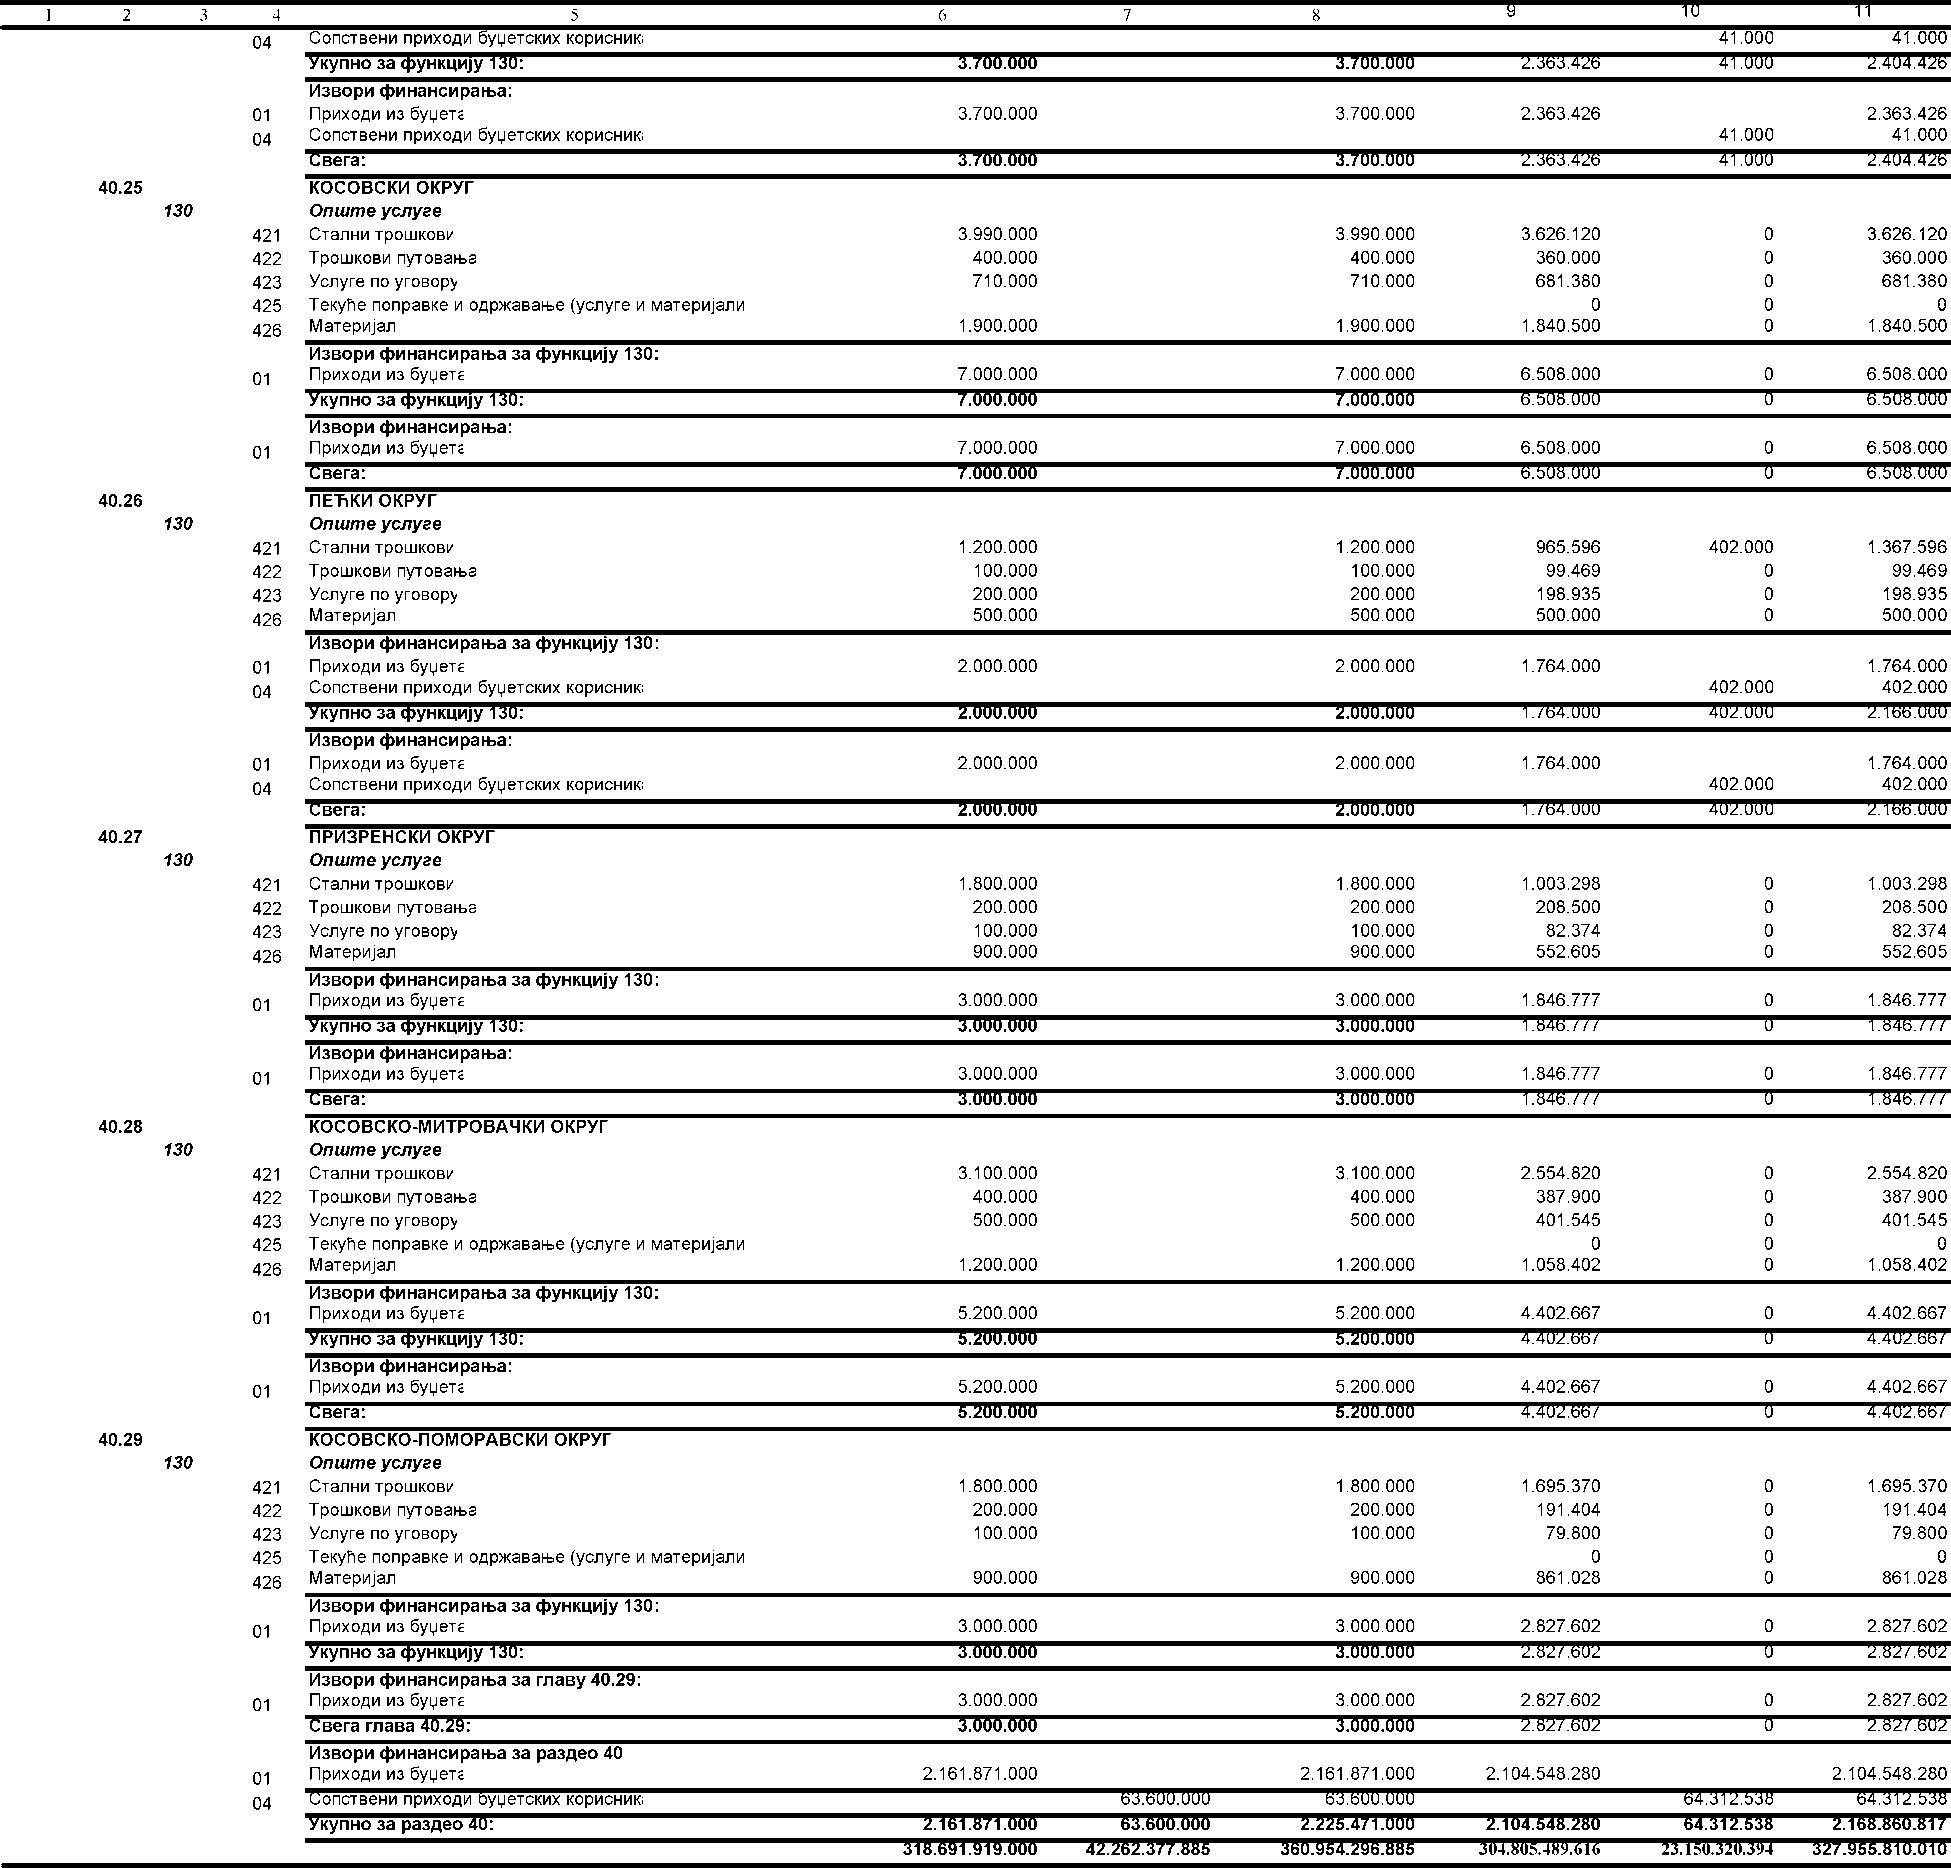 1 2 3 4 5 6 7 8 9 10 11
04 Сопствени приходи буџетских корисник 41.000 41.000
Укупно за функцију 130: 3.700.000 3.700.000 2.363.426 41.000 2.404.426
Извори финансирања:
01 Приходи из буџета 3.700.000 3.700.000 2.363.426 2.363.426
04 Сопствени приходи буџетских корисник 41.000 41.000
Свега: 3.700.000 3.700.000 2.363.426 41.000 2.404.426
40.25 КОСОВСКИ ОКРУГ
130 Опште услуге
421 Стални трошкови 3.990.000 3.990.000 3.626.120 0 3.626.120
422 Трошкови путовања 400.000 400.000 360.000 0 360.000
423 Услуге по уговору 710.000 710.000 681.380 0 681.380
425 Текуће поправке и одржавање (услуге и материјали 0 0 0
426 Материјал 1.900.000 1.900.000 1.840.500 0 1.840.500
Извори финансирања за функцију 130:
01 Приходи из буџета 7.000.000 7.000.000 6.508.000 0 6.508.000
Укупно за функцију 130: 7.000.000 7.000.000 6.508.000 0 6.508.000
Извори финансирања:
01 Приходи из буџета 7.000.000 7.000.000 6.508.000 0 6.508.000
Свега: 7.000.000 7.000.000 6.508.000 0 6.508.000
40.26 ПЕЋКИ ОКРУГ
130 Опште услуге
421 Стални трошкови 1.200.000 1.200.000 965.596 402.000 1.367.596
422 Трошкови путовања 100.000 100.000 99.469 0 99.469
423 Услуге по уговору 200.000 200.000 198.935 0 198.935
426 Материјал 500.000 500.000 500.000 0 500.000
Извори финансирања за функцију 130:
01 Приходи из буџета 2.000.000 2.000.000 1.764.000 1.764.000
04 Сопствени приходи буџетских корисник 402.000 402.000
Укупно за функцију 130: 2.000.000 2.000.000 1.764.000 402.000 2.166.000
Извори финансирања:
01 Приходи из буџета 2.000.000 2.000.000 1.764.000 1.764.000
04 Сопствени приходи буџетских корисник 402.000 402.000
Свега: 2.000.000 2.000.000 1.764.000 402.000 2.166.000
40.27 ПРИЗРЕНСКИ ОКРУГ
130 Опште услуге
421 Стални трошкови 1.800.000 1.800.000 1.003.298 0 1.003.298
422 Трошкови путовања 200.000 200.000 208.500 0 208.500
423 Услуге по уговору 100.000 100.000 82.374 0 82.374
426 Материјал 900.000 900.000 552.605 0 552.605
Извори финансирања за функцију 130:
01 Приходи из буџета 3.000.000 3.000.000 1.846.777 0 1.846.777
Укупно за функцију 130: 3.000.000 3.000.000 1.846.777 0 1.846.777
Извори финансирања:
01 Приходи из буџета 3.000.000 3.000.000 1.846.777 0 1.846.777
Свега: 3.000.000 3.000.000 1.846.777 0 1.846.777
40.28 КОСОВСКО-МИТРОВАЧКИ ОКРУГ
130 Опште услуге
421 Стални трошкови 3.100.000 3.100.000 2.554.820 0 2.554.820
422 Трошкови путовања 400.000 400.000 387.900 0 387.900
423 Услуге по уговору 500.000 500.000 401.545 0 401.545
425 Текуће поправке и одржавање (услуге и материјали 0 0 0
426 Материјал 1.200.000 1.200.000 1.058.402 0 1.058.402
Извори финансирања за функцију 130:
01 Приходи из буџета 5.200.000 5.200.000 4.402.667 0 4.402.667
Укупно за функцију 130: 5.200.000 5.200.000 4.402.667 0 4.402.667
Извори финансирања:
01 Приходи из буџета 5.200.000 5.200.000 4.402.667 0 4.402.667
Свега: 5.200.000 5.200.000 4.402.667 0 4.402.667
40.29 КОСОВСКО-ПОМОРАВСКИ ОКРУГ
130 Опште услуге
421 Стални трошкови 1.800.000 1.800.000 1.695.370 0 1.695.370
422 Трошкови путовања 200.000 200.000 191.404 0 191.404
423 Услуге по уговору 100.000 100.000 79.800 0 79.800
425 Текуће поправке и одржавање (услуге и материјали 0 0 0
426 Материјал 900.000 900.000 861.028 0 861.028
Извори финансирања за функцију 130:
01 Приходи из буџета 3.000.000 3.000.000 2.827.602 0 2.827.602
Укупно за функцију 130: 3.000.000 3.000.000 2.827.602 0 2.827.602
Извори финансирања за главу 40.29:
01 Приходи из буџета 3.000.000 3.000.000 2.827.602 0 2.827.602
Свега глава 40.29: 3.000.000 3.000.000 2.827.602 0 2.827.602
Извори финансирања за раздео 40
01 Приходи из буџета 2.161.871.000 2.161.871.000 2.104.548.280 2.104.548.280
04 Сопствени приходи буџетских корисник 63.600.000 63.600.000 64.312.538 64.312.538
Укупно за раздео 40: 2.161.871.000 63.600.000 2.225.471.000 2.104.548.280 64.312.538 2.168.860.817
318.691.919.000 42.262.377.885 360.954.296.885 304.805.489.616 23.150.320.394 327.955.810.010